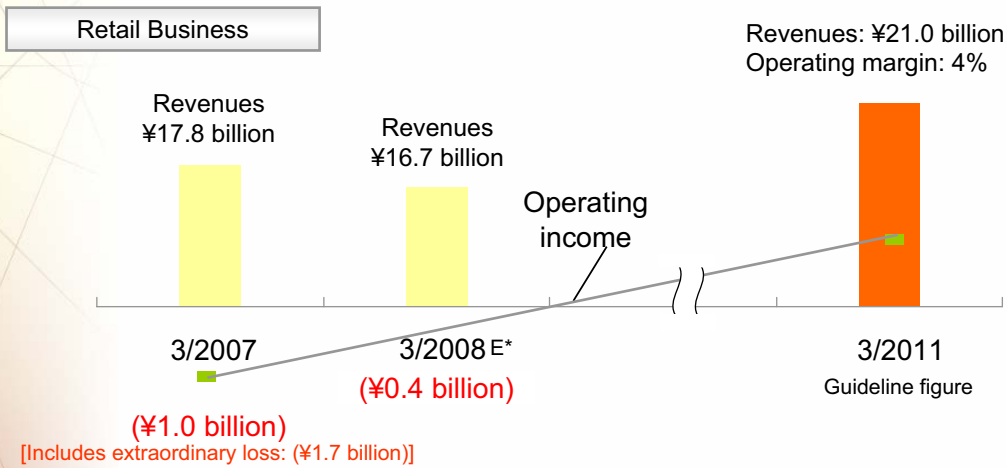 Retail Business
Revenues: ¥21.0 billion
Operating margin: 4%
Revenues
¥17.8 billion
Revenues
¥16.7 billion
Operating
income
3/2007
3/2008 E*
3/2011
(¥0.4 billion)
Guideline figure
(¥1.0 billion)
[Includes extraordinary loss: (¥1.7 billion)]